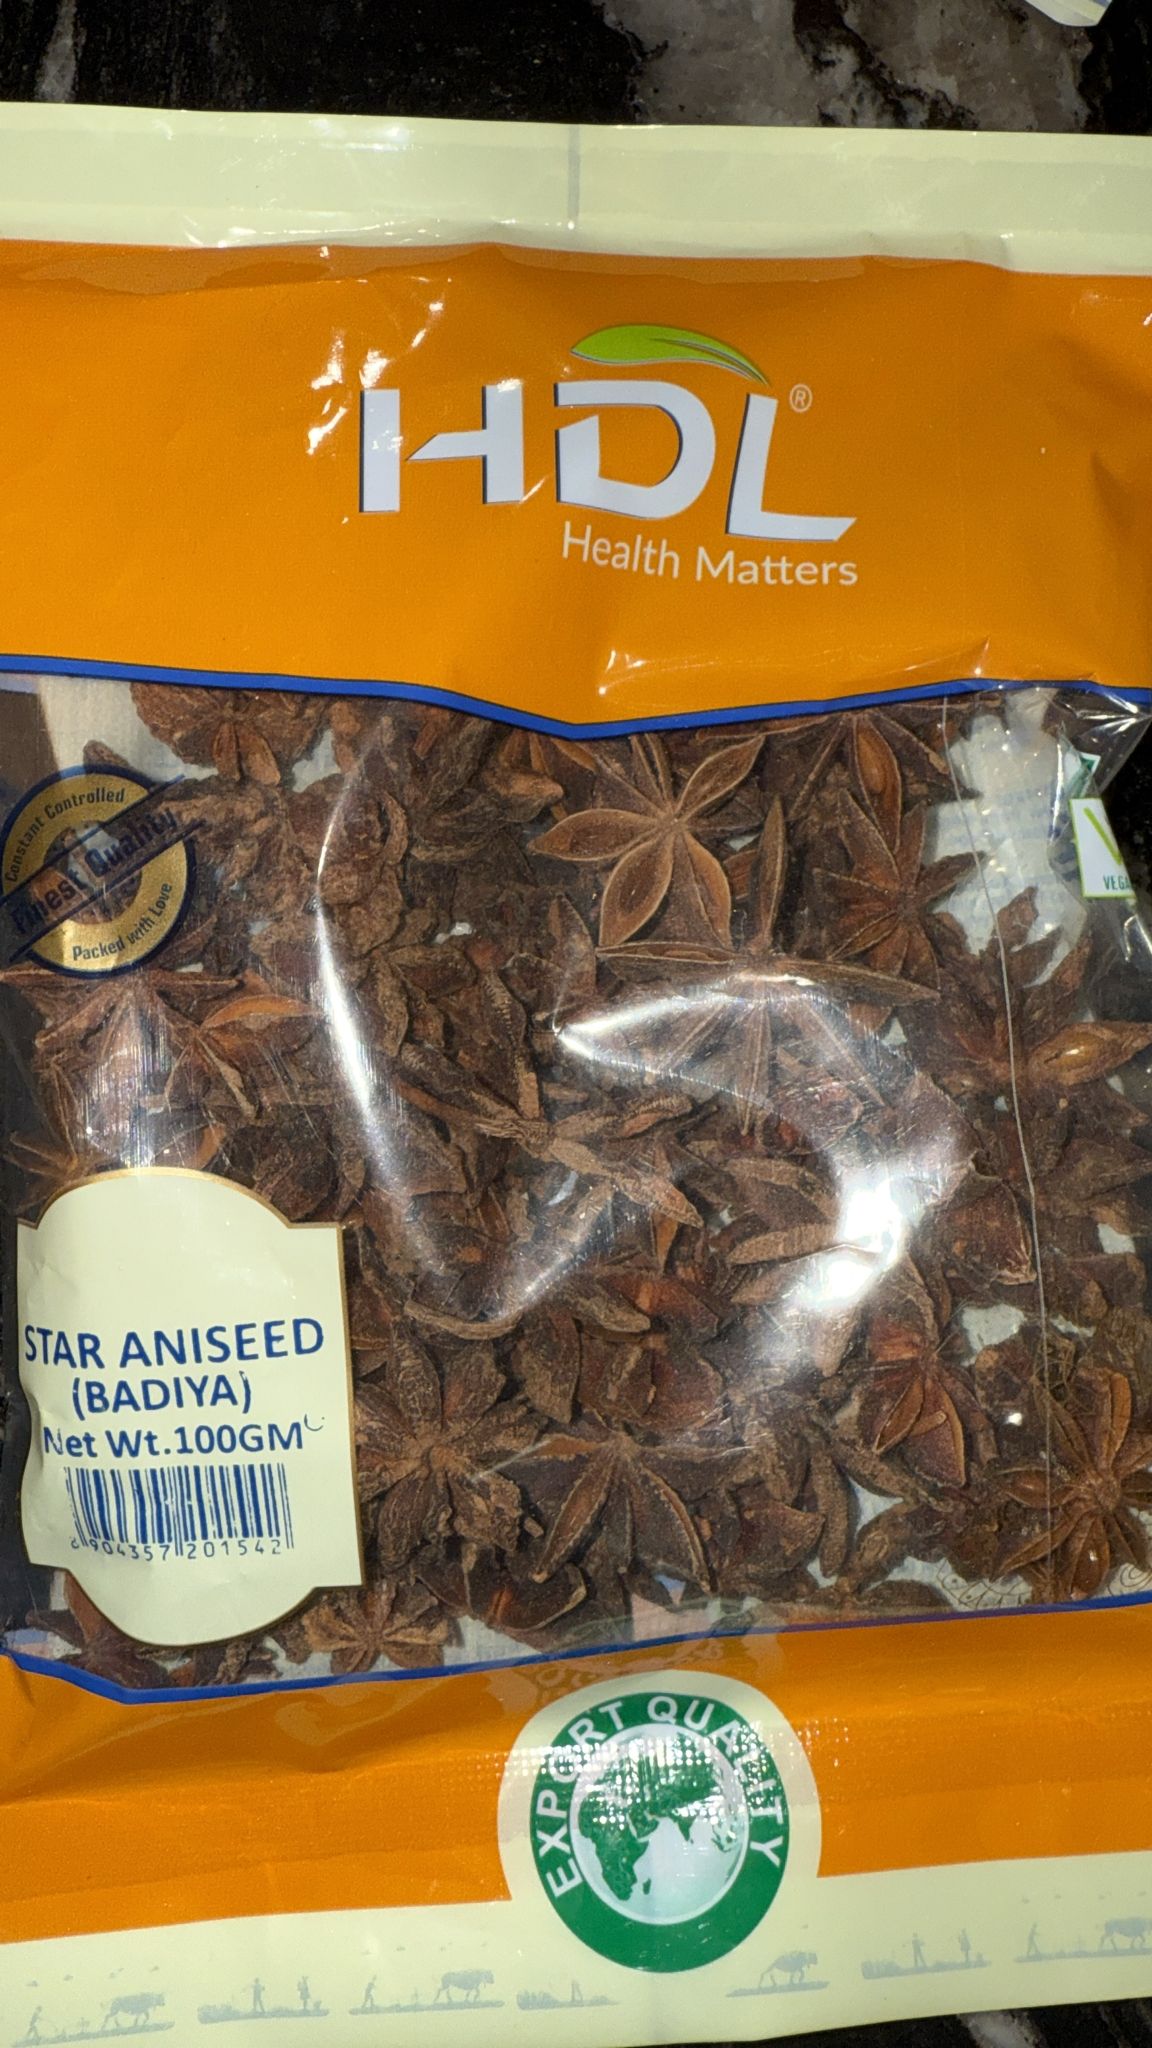 HDL®
Health Matters
Constant Controlled
Finest Quality
Packed with Love
STAR ANISEED
(BADIYA)
Net Wt.100GM
8 904357 201542
EXPORT QUALITY